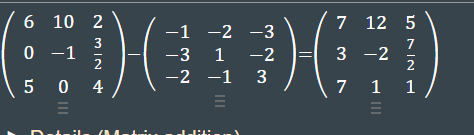 6 10 2 −1 −2 −3 7 12 5
0 −1 3/2 − −3 1 −2 = 3 −2 7/2
5 0 4 −2 −1 3 7 1 1
Details (Matrix addition)